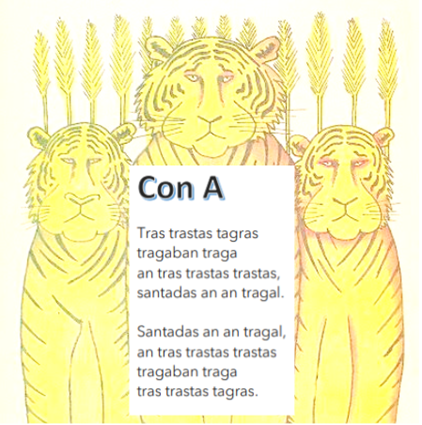 Con A
Tras trastas tagras
tragaban traga
an tras trastas trastas,
santadas an an tragal.
Santadas an an tragal,
an tras trastas trastas
tragaban traga
tras trastas tagras.